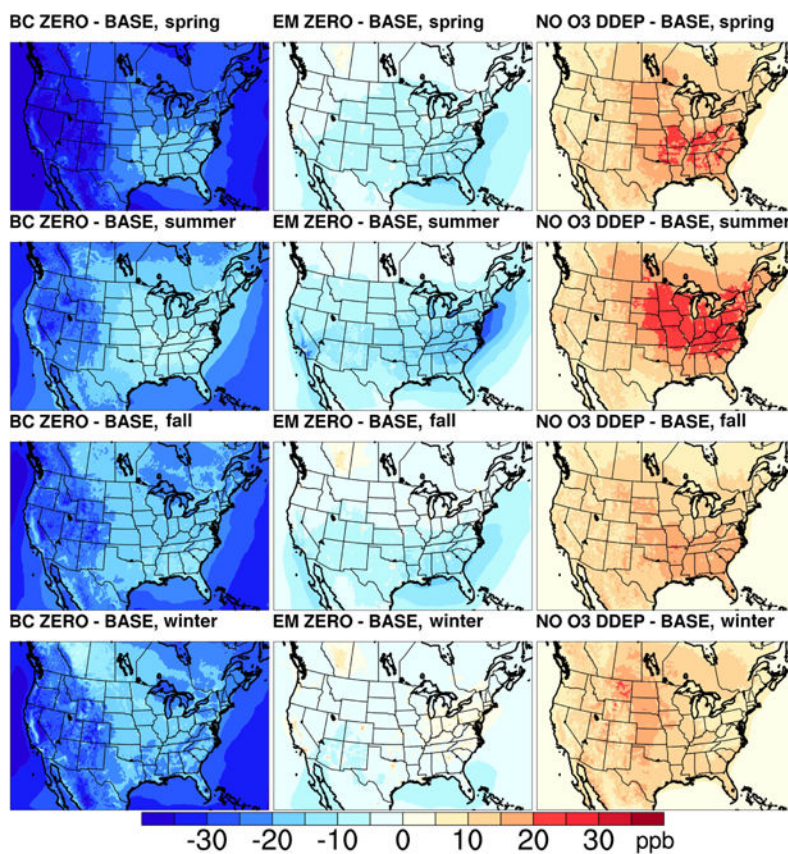 BC ZERO - BASE, spring EM ZERO - BASE, spring NO O3 DDEP - BASE, spring
BC ZERO - BASE, summer EM ZERO - BASE, summer NO O3 DDEP - BASE, summer
BC ZERO - BASE, fall EM ZERO - BASE, fall NO O3 DDEP - BASE, fall
BC ZERO - BASE, winter EM ZERO - BASE, winter NO O3 DDEP - BASE, winter
-30 -20 -10 0 10 20 30 ppb